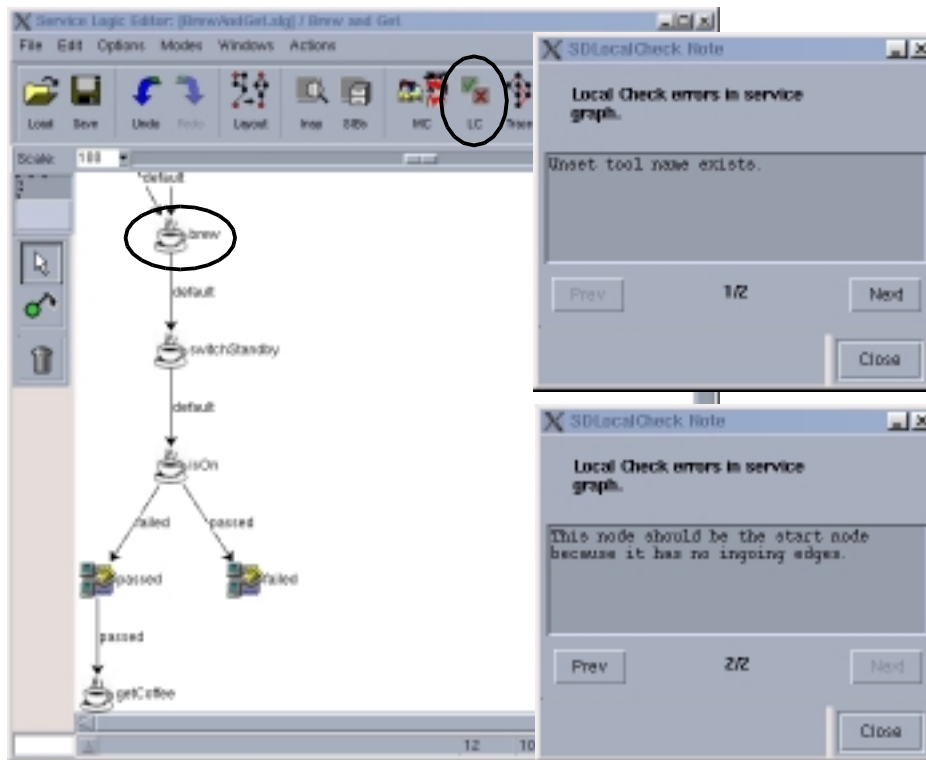 Service Logic Editor: [BrewAndGet.slg] / Brew and Get
File Edit Options Modes Windows Actions
Load Save Undo Redo Layout Insp SIBs MC LC Tracer
Scale: 100
default
brew
default
switchStandby
default
isOn
failed passed
passed failed
passed
getCoffee
12 10
SDLocalCheck Note
Local Check errors in service
graph.
Unset tool name exists.
Prev 1/2 Next
Close
SDLocalCheck Note
Local Check errors in service
graph.
This node should be the start node
because it has no ingoing edges.
Prev 2/2 Next
Close